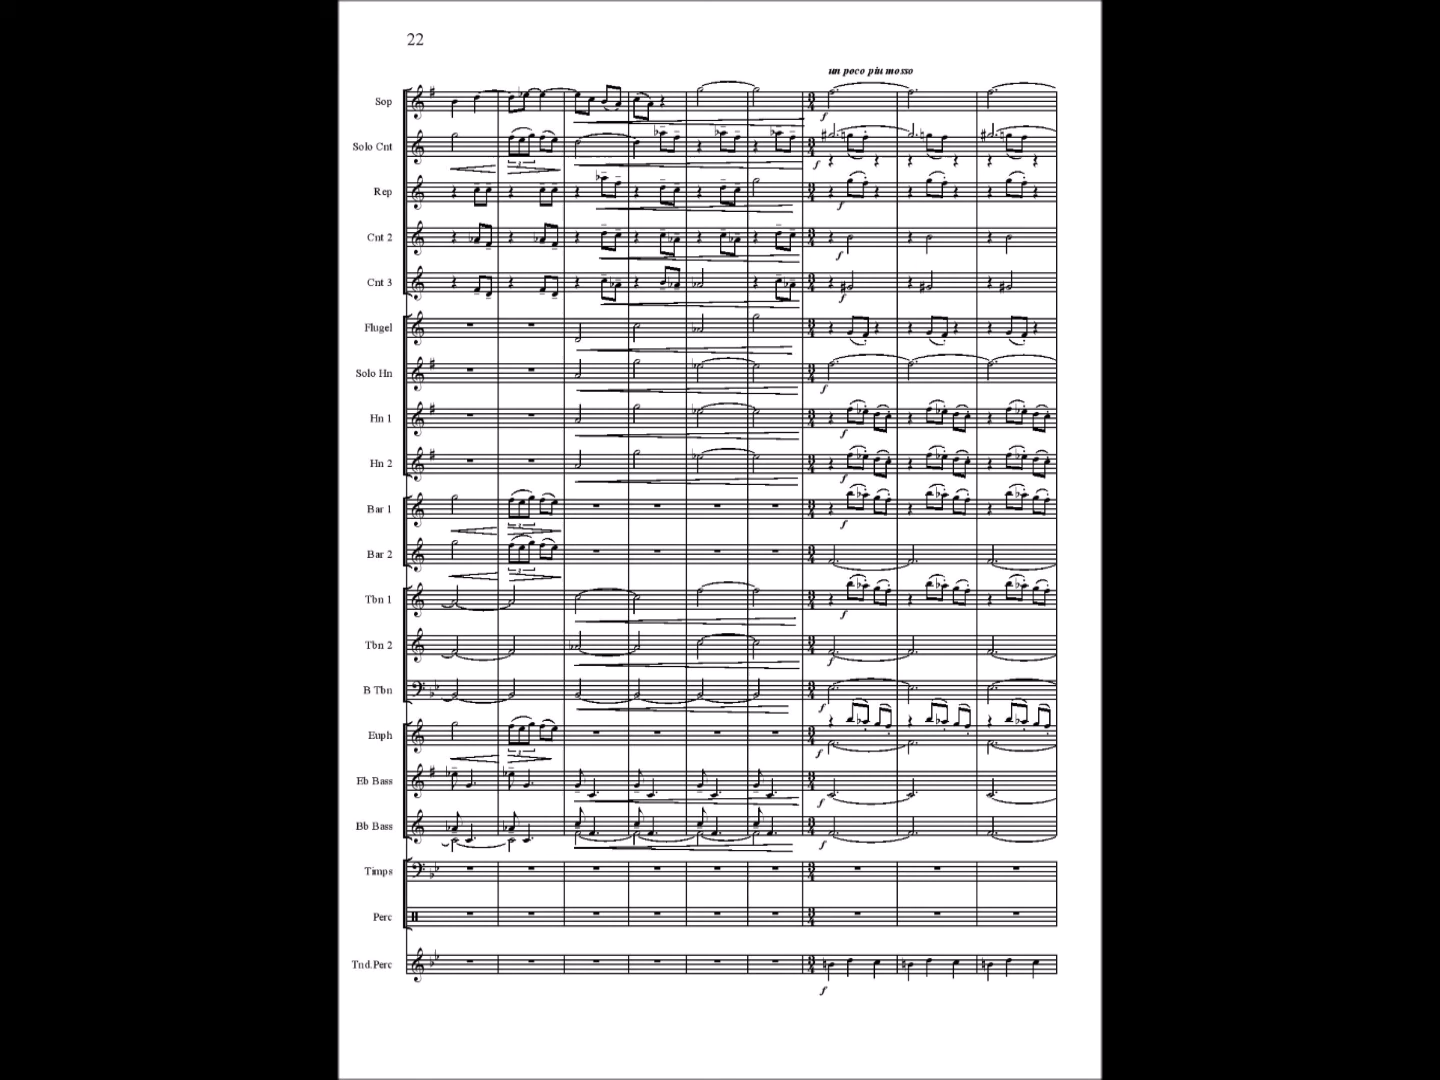 22
un poco piu mosso
Sop
Solo Cnt
Rep
Cnt 2
Cnt 3
Flugel
Solo Hn
Hn 1
Hn 2
Bar 1
Bar 2
Tbn 1
Tbn 2
B Tbn
Euph
Eb Bass
Bb Bass
Timps
Perc
Tnd.Perc